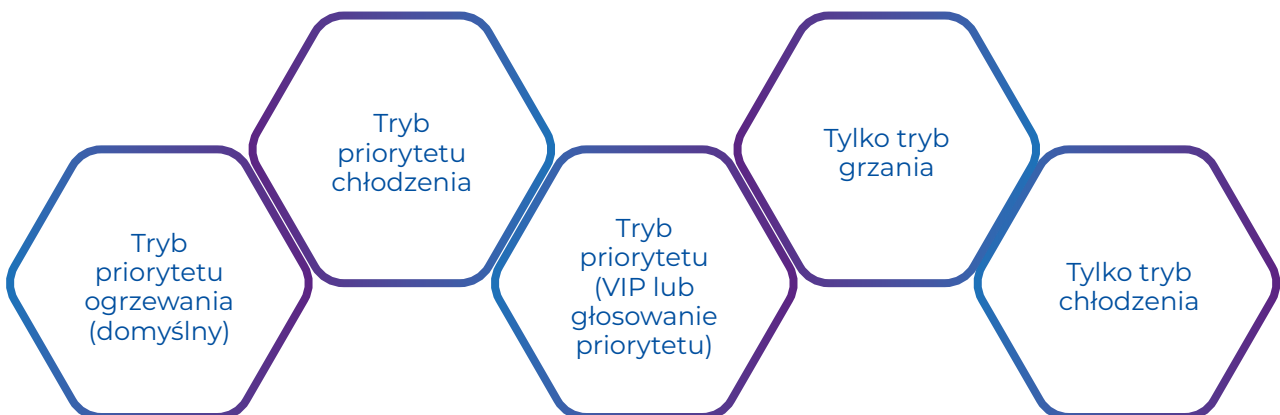 Tryb
priorytetu
ogrzewania
(domyślny)
Tryb
priorytetu
chłodzenia
Tryb
priorytetu
(VIP lub
głosowanie
priorytetu)
Tylko tryb
grzania
Tylko tryb
chłodzenia